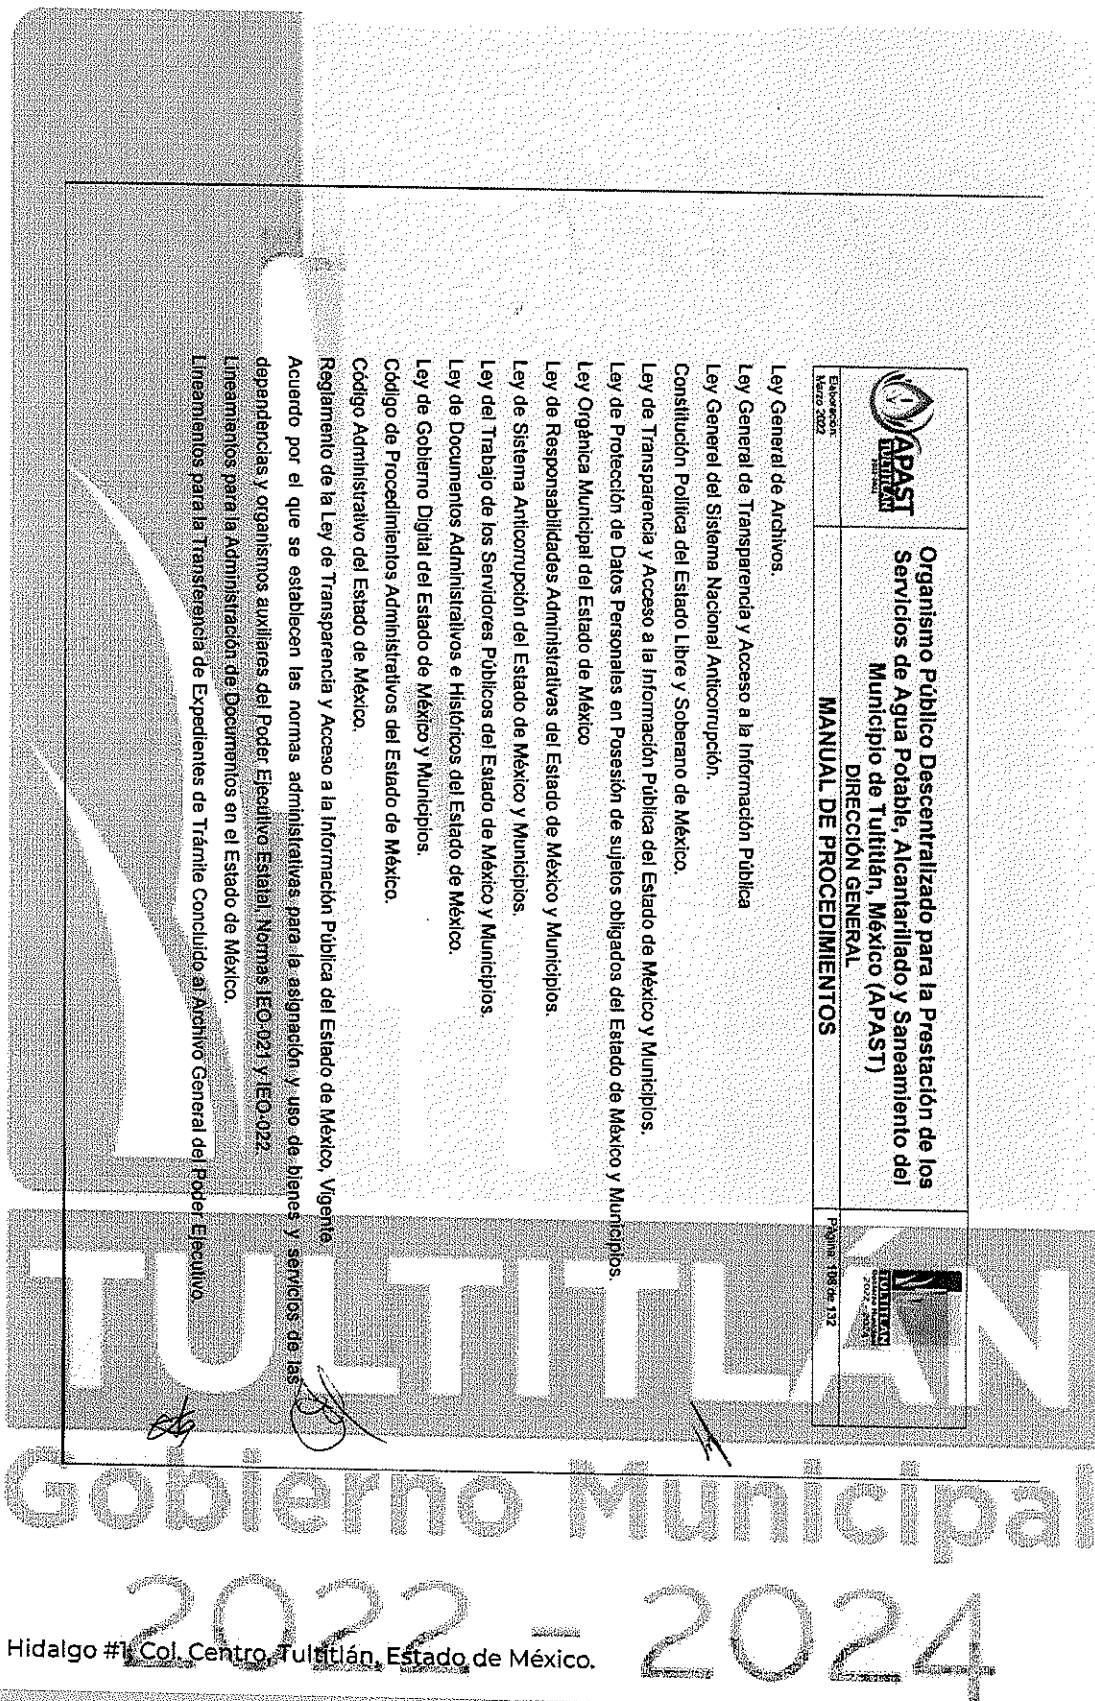 APAST
TULTITLÁN
Organismo Público Descentralizado para la Prestación de los
Servicios de Agua Potable, Alcantarillado y Saneamiento del
Municipio de Tultitlán, México (APAST)
DIRECCIÓN GENERAL
TULTITLÁN
Gobierno Municipal
2022 - 2024
Elaboración:
Marzo 2022
MANUAL DE PROCEDIMIENTOS
Página: 108 de 132
Ley General de Archivos.
Ley General de Transparencia y Acceso a la Información Pública
Ley General del Sistema Nacional Anticorrupción.
Constitución Política del Estado Libre y Soberano de México.
Ley de Transparencia y Acceso a la Información Pública del Estado de México y Municipios.
Ley de Protección de Datos Personales en Posesión de sujetos obligados del Estado de México y Municipios.
Ley Orgánica Municipal del Estado de México
Ley de Responsabilidades Administrativas del Estado de México y Municipios.
Ley de Sistema Anticorrupción del Estado de México y Municipios.
Ley del Trabajo de los Servidores Públicos del Estado de México y Municipios.
Ley de Documentos Administrativos e Históricos del Estado de México.
Ley de Gobierno Digital del Estado de México y Municipios.
Código de Procedimientos Administrativos del Estado de México.
Código Administrativo del Estado de México.
Reglamento de la Ley de Transparencia y Acceso a la Información Pública del Estado de México, Vigente.
Acuerdo por el que se establecen las normas administrativas para la asignación y uso de bienes y servicios de las
dependencias y organismos auxiliares del Poder Ejecutivo Estatal, Normas IEO-021 y IEO-022.
Lineamientos para la Administración de Documentos en el Estado de México.
Lineamientos para la Transferencia de Expedientes de Trámite Concluido al Archivo General del Poder Ejecutivo.
TULTITLÁN
Gobierno Municipal
2022 - 2024
Hidalgo #1, Col. Centro, Tultitlán, Estado de México.